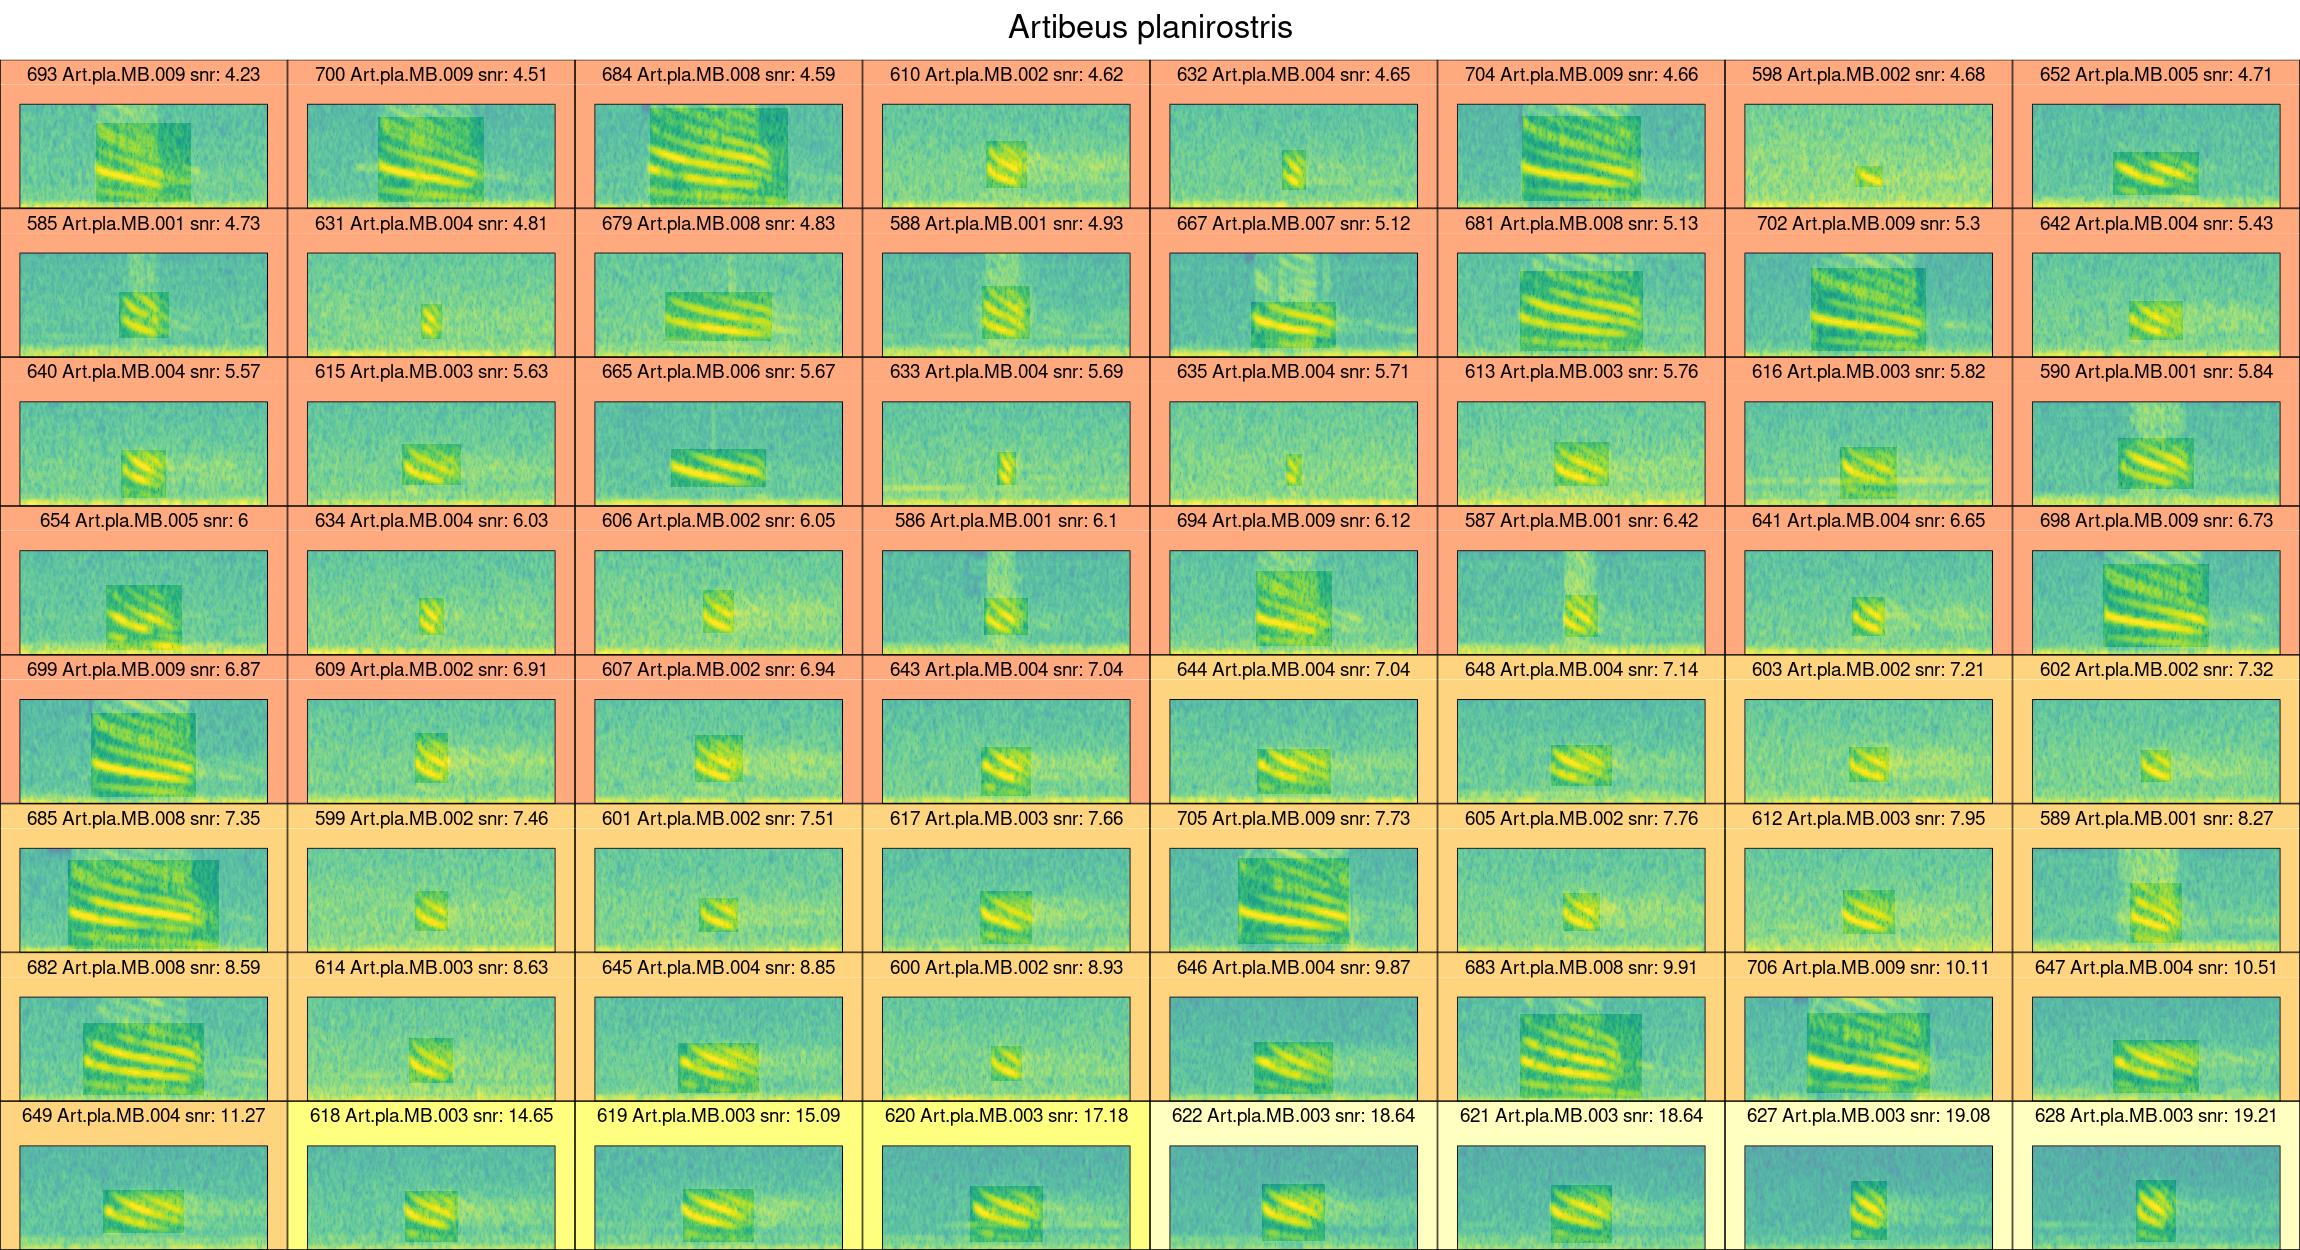 Artibeus planirostris
693 Art.pla.MB.009 snr: 4.23
700 Art.pla.MB.009 snr: 4.51
684 Art.pla.MB.008 snr: 4.59
610 Art.pla.MB.002 snr: 4.62
632 Art.pla.MB.004 snr: 4.65
704 Art.pla.MB.009 snr: 4.66
598 Art.pla.MB.002 snr: 4.68
652 Art.pla.MB.005 snr: 4.71
585 Art.pla.MB.001 snr: 4.73
631 Art.pla.MB.004 snr: 4.81
679 Art.pla.MB.008 snr: 4.83
588 Art.pla.MB.001 snr: 4.93
667 Art.pla.MB.007 snr: 5.12
681 Art.pla.MB.008 snr: 5.13
702 Art.pla.MB.009 snr: 5.3
642 Art.pla.MB.004 snr: 5.43
640 Art.pla.MB.004 snr: 5.57
615 Art.pla.MB.003 snr: 5.63
665 Art.pla.MB.006 snr: 5.67
633 Art.pla.MB.004 snr: 5.69
635 Art.pla.MB.004 snr: 5.71
613 Art.pla.MB.003 snr: 5.76
616 Art.pla.MB.003 snr: 5.82
590 Art.pla.MB.001 snr: 5.84
654 Art.pla.MB.005 snr: 6
634 Art.pla.MB.004 snr: 6.03
606 Art.pla.MB.002 snr: 6.05
586 Art.pla.MB.001 snr: 6.1
694 Art.pla.MB.009 snr: 6.12
587 Art.pla.MB.001 snr: 6.42
641 Art.pla.MB.004 snr: 6.65
698 Art.pla.MB.009 snr: 6.73
699 Art.pla.MB.009 snr: 6.87
609 Art.pla.MB.002 snr: 6.91
607 Art.pla.MB.002 snr: 6.94
643 Art.pla.MB.004 snr: 7.04
644 Art.pla.MB.004 snr: 7.04
648 Art.pla.MB.004 snr: 7.14
603 Art.pla.MB.002 snr: 7.21
602 Art.pla.MB.002 snr: 7.32
685 Art.pla.MB.008 snr: 7.35
599 Art.pla.MB.002 snr: 7.46
601 Art.pla.MB.002 snr: 7.51
617 Art.pla.MB.003 snr: 7.66
705 Art.pla.MB.009 snr: 7.73
605 Art.pla.MB.002 snr: 7.76
612 Art.pla.MB.003 snr: 7.95
589 Art.pla.MB.001 snr: 8.27
682 Art.pla.MB.008 snr: 8.59
614 Art.pla.MB.003 snr: 8.63
645 Art.pla.MB.004 snr: 8.85
600 Art.pla.MB.002 snr: 8.93
646 Art.pla.MB.004 snr: 9.87
683 Art.pla.MB.008 snr: 9.91
706 Art.pla.MB.009 snr: 10.11
647 Art.pla.MB.004 snr: 10.51
649 Art.pla.MB.004 snr: 11.27
618 Art.pla.MB.003 snr: 14.65
619 Art.pla.MB.003 snr: 15.09
620 Art.pla.MB.003 snr: 17.18
622 Art.pla.MB.003 snr: 18.64
621 Art.pla.MB.003 snr: 18.64
627 Art.pla.MB.003 snr: 19.08
628 Art.pla.MB.003 snr: 19.21